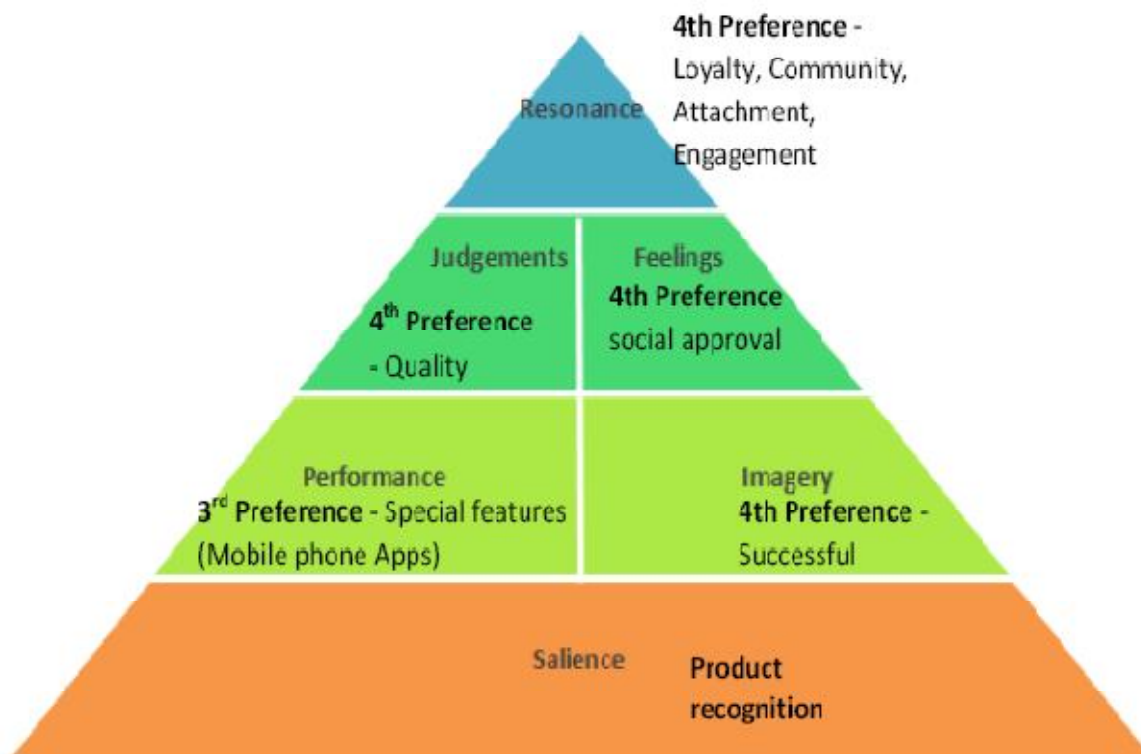 4th Preference -
Loyalty, Community,
Attachment,
Engagement
Resonance
Judgements
4th Preference
- Quality
Feelings
4th Preference
social approval
Performance
3rd Preference - Special features
(Mobile phone Apps)
Imagery
4th Preference -
Successful
Salience
Product
recognition